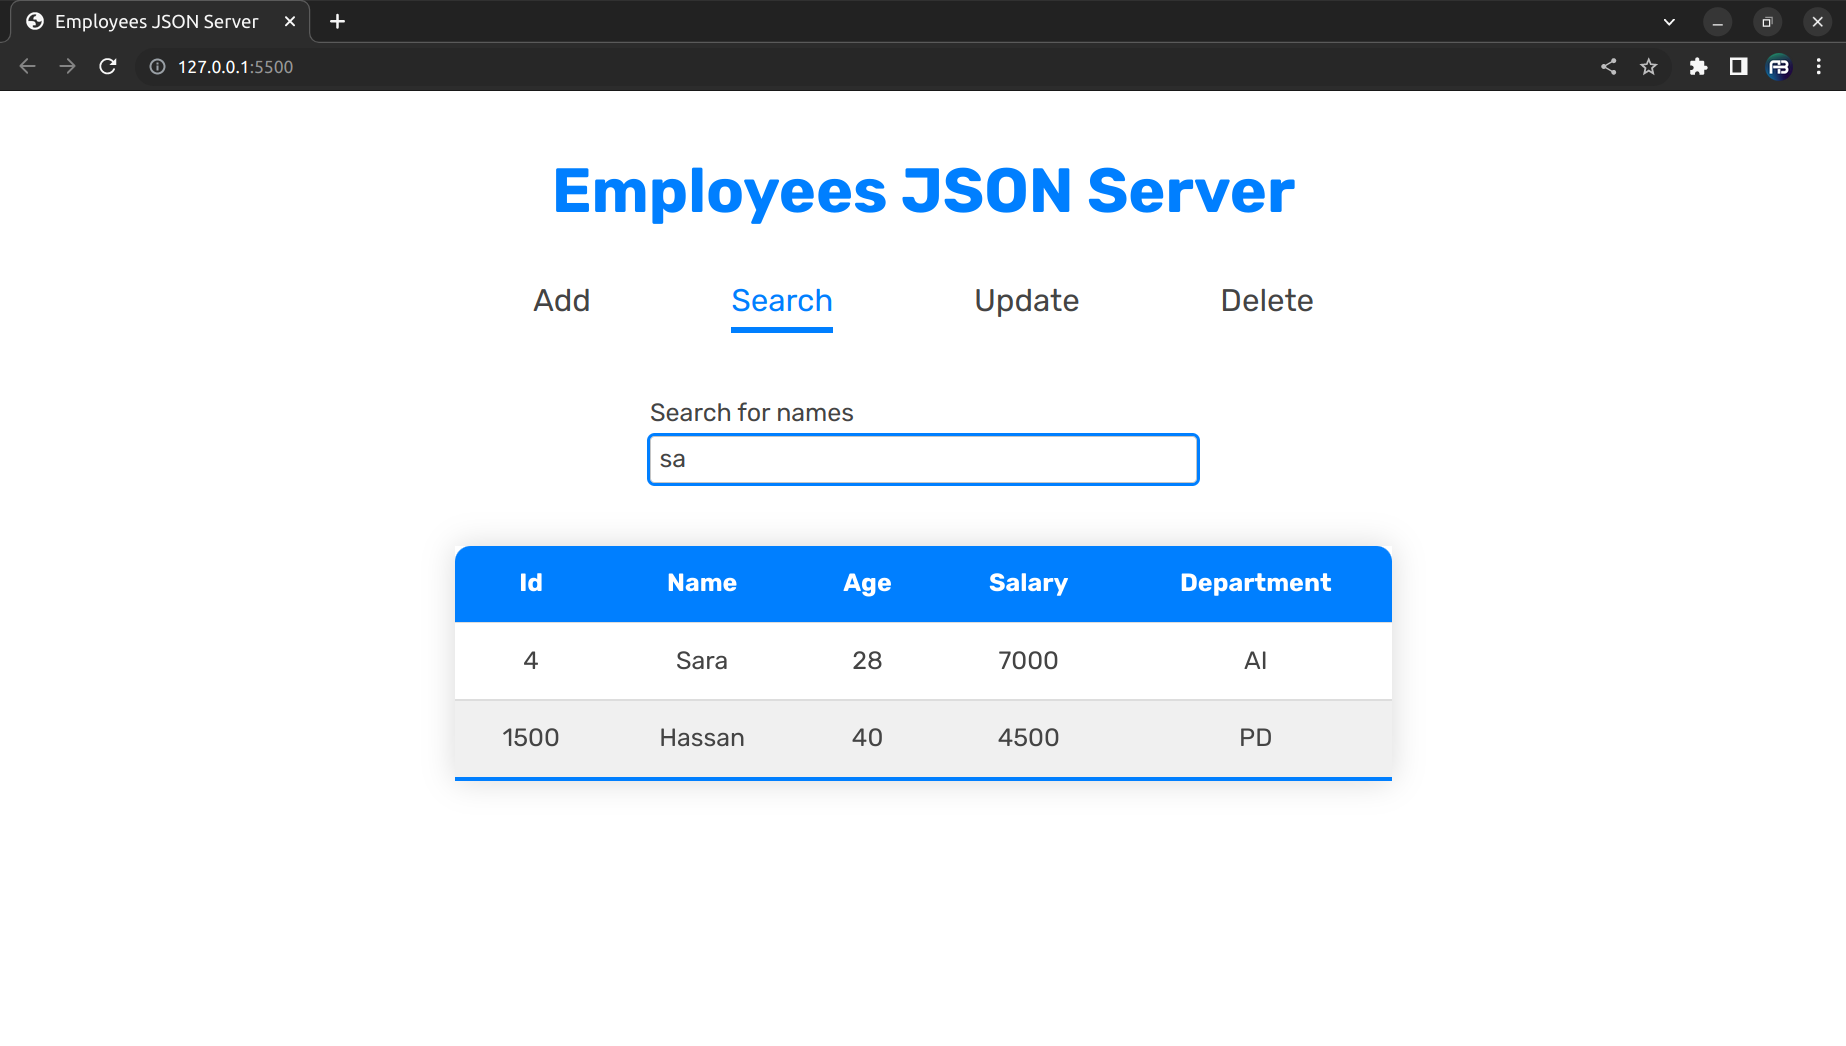 Employees JSON Server
127.0.0.1:5500
AB
Employees JSON Server
Add Search Update Delete
Search for names
sa
Id Name Age Salary Department
4 Sara 28 7000 AI
1500 Hassan 40 4500 PD